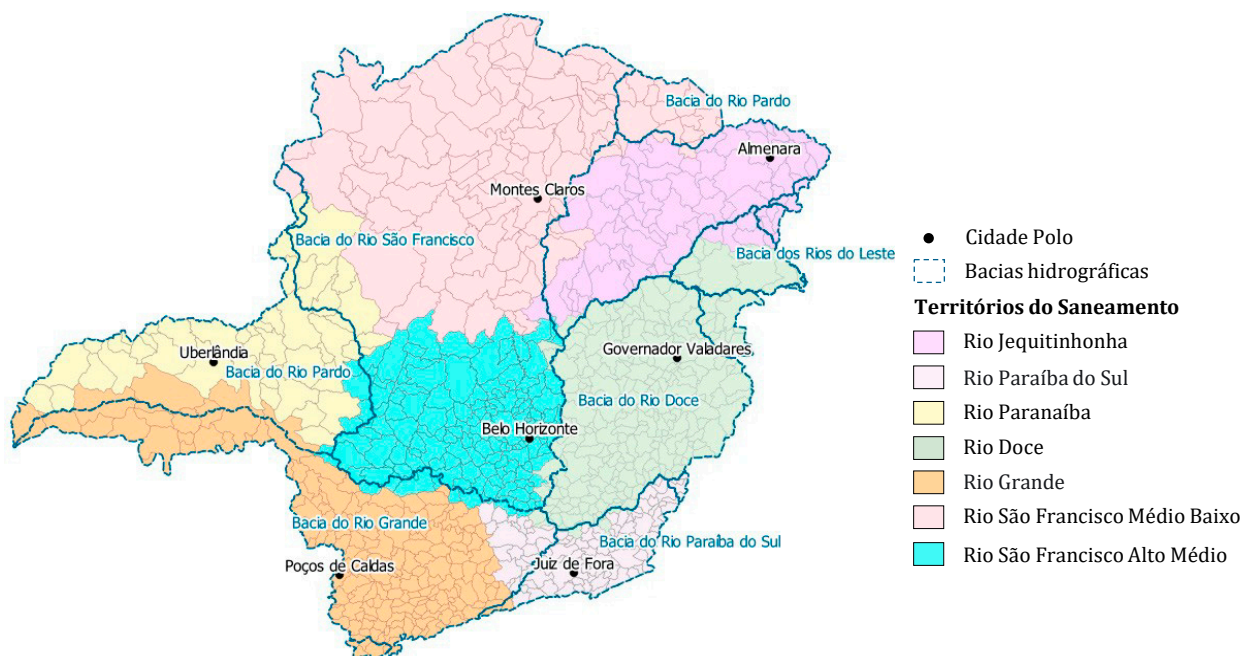 Bacia do Rio Pardo
Almenara
Montes Claros
Bacia do Rio São Francisco
Bacia dos Rios do Leste
Uberlândia
Bacia do Rio Pardo
Governador Valadares
Bacia do Rio Doce
Belo Horizonte
Bacia do Rio Grande
Bacia do Rio Paraíba do Sul
Poços de Caldas
Juiz de Fora
Cidade Polo
Bacias hidrográficas
Territórios do Saneamento
Rio Jequitinhonha
Rio Paraíba do Sul
Rio Paranaíba
Rio Doce
Rio Grande
Rio São Francisco Médio Baixo
Rio São Francisco Alto Médio